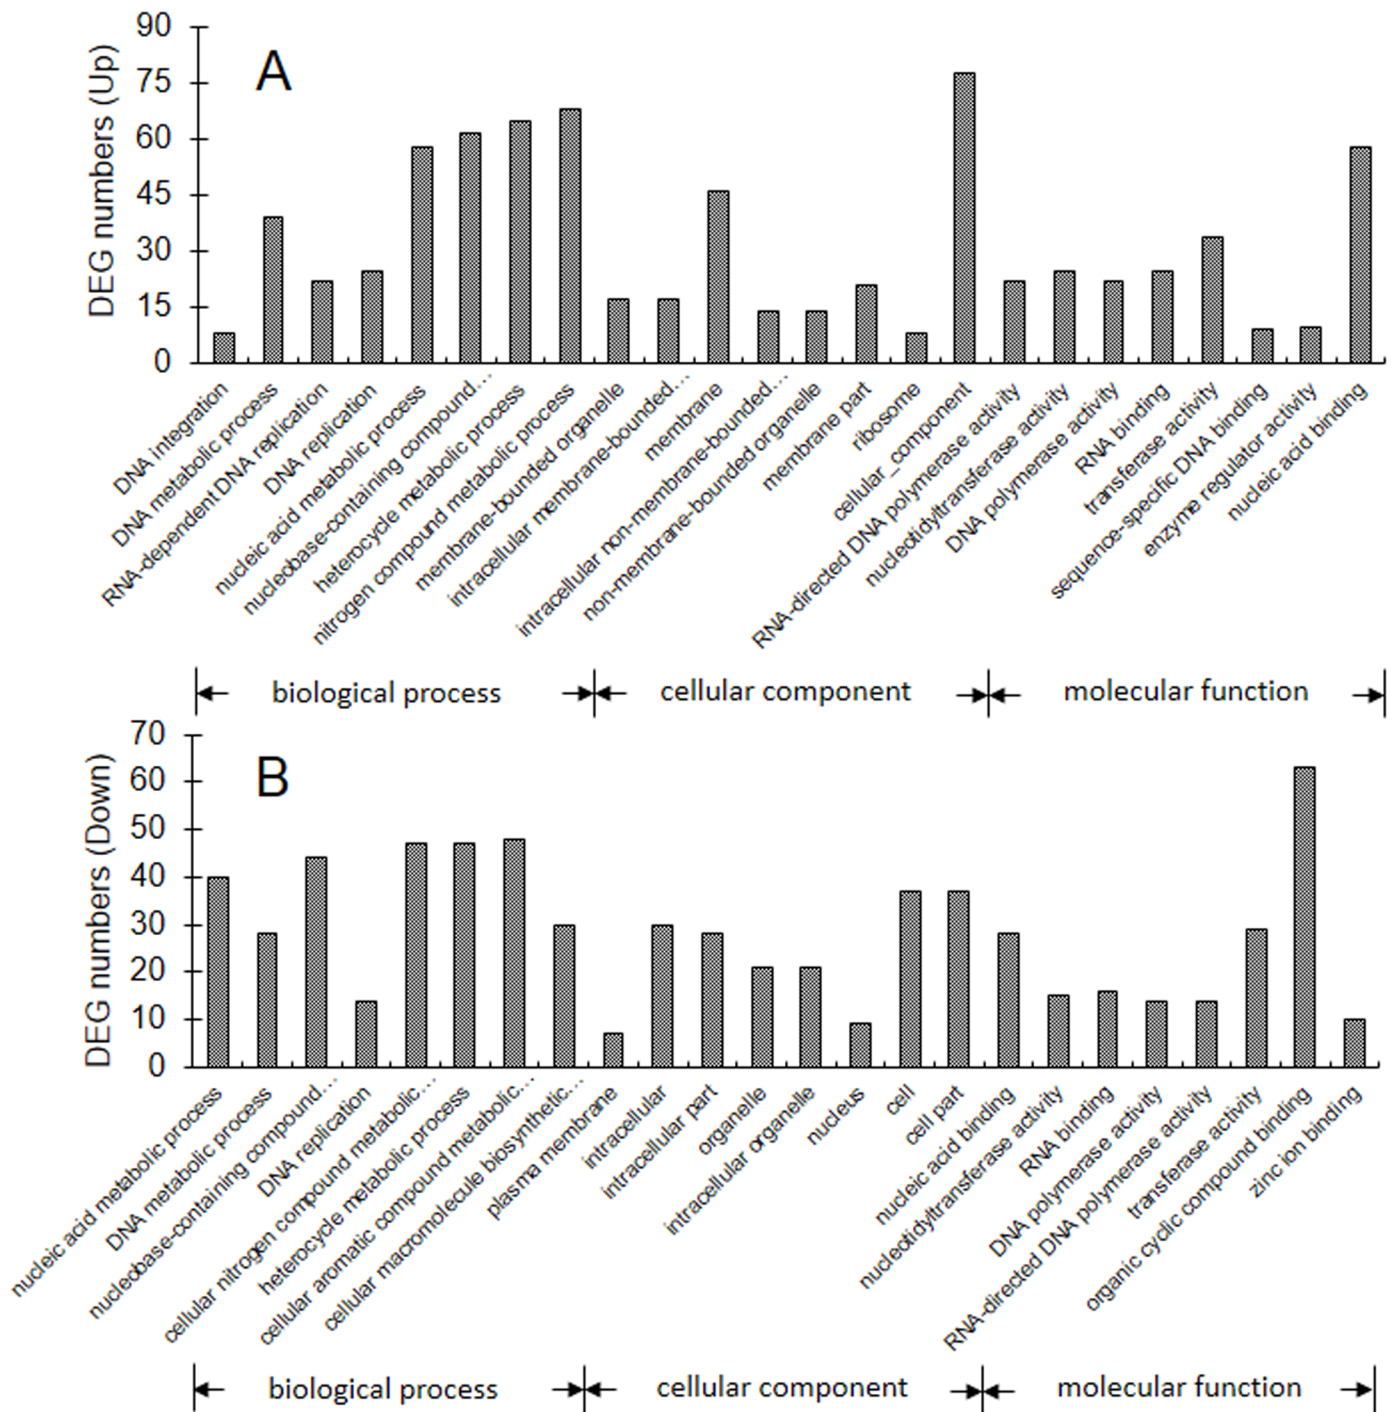 A
DEG numbers (Up)
90
75
60
45
30
15
0
DNA integration
DNA metabolic process
RNA-dependent DNA replication
DNA replication
nucleic acid metabolic process
nucleobase-containing compound...
heterocycle metabolic process
nitrogen compound metabolic process
membrane-bounded organelle
intracellular membrane-bounded...
membrane
intracellular non-membrane-bounded...
non-membrane-bounded organelle
membrane part
ribosome
cellular_component
RNA-directed DNA polymerase activity
nucleotidyltransferase activity
DNA polymerase activity
RNA binding
transferase activity
sequence-specific DNA binding
enzyme regulator activity
nucleic acid binding
biological process
cellular component
molecular function
B
DEG numbers (Down)
70
60
50
40
30
20
10
0
nucleic acid metabolic process
DNA metabolic process
nucleobase-containing compound...
DNA replication
cellular nitrogen compound metabolic...
heterocycle metabolic process
cellular aromatic compound metabolic...
cellular macromolecule biosynthetic...
plasma membrane
intracellular
intracellular part
organelle
intracellular organelle
nucleus
cell
cell part
nucleic acid binding
nucleotidyltransferase activity
RNA binding
DNA polymerase activity
RNA-directed DNA polymerase activity
transferase activity
organic cyclic compound binding
zinc ion binding
biological process
cellular component
molecular function